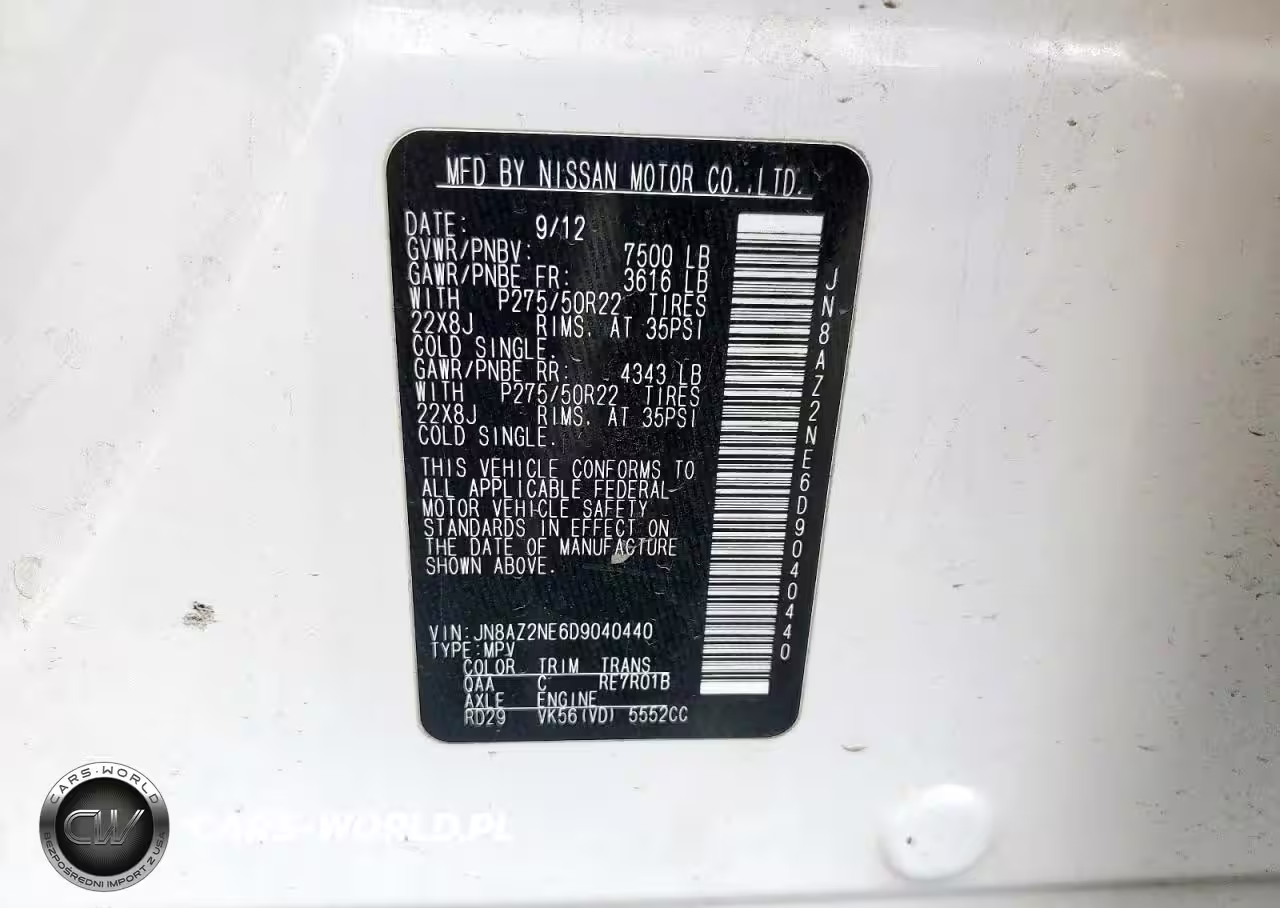 MFD BY NISSAN MOTOR CO.,LTD.
DATE: 9/12
GVWR/PNBV: 7500 LB
GAWR/PNBE FR: 3616 LB
WITH P275/50R22 TIRES
22X8J RIMS, AT 35PSI
COLD SINGLE.
GAWR/PNBE RR: 4343 LB
WITH P275/50R22 TIRES
22X8J RIMS, AT 35PSI
COLD SINGLE.
THIS VEHICLE CONFORMS TO
ALL APPLICABLE FEDERAL
MOTOR VEHICLE SAFETY
STANDARDS IN EFFECT ON
THE DATE OF MANUFACTURE
SHOWN ABOVE.
VIN:JN8AZ2NE6D9040440
TYPE:MPV
COLOR TRIM TRANS
QAA C RE7R01B
AXLE ENGINE
RD29 VK56(VD) 5552CC
JN8AZ2NE6D9040440
CARS-WORLD
CW
BEZPOŚREDNI IMPORT Z USA
CARS-WORLD.PL